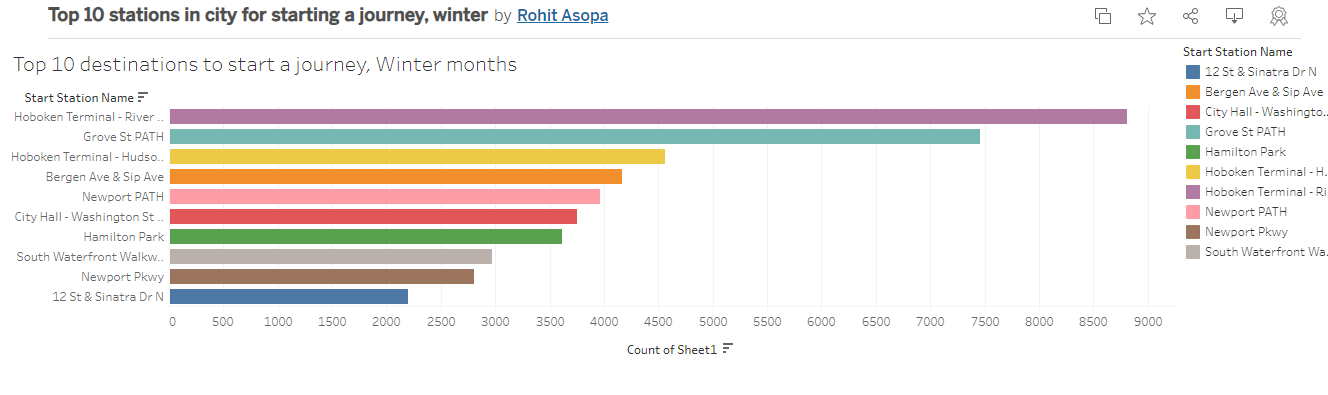 Top 10 stations in city for starting a journey, winter by Rohit Asopa
Top 10 destinations to start a journey, Winter months
Start Station Name
Hoboken Terminal - River ..
Grove St PATH
Hoboken Terminal - Hudso..
Bergen Ave & Sip Ave
Newport PATH
City Hall - Washington St ..
Hamilton Park
South Waterfront Walkw..
Newport Pkwy
12 St & Sinatra Dr N
0 500 1000 1500 2000 2500 3000 3500 4000 4500 5000 5500 6000 6500 7000 7500 8000 8500 9000
Count of Sheet1
Start Station Name
12 St & Sinatra Dr N
Bergen Ave & Sip Ave
City Hall - Washingto..
Grove St PATH
Hamilton Park
Hoboken Terminal - H..
Hoboken Terminal - Ri
Newport PATH
Newport Pkwy
South Waterfront Wa..